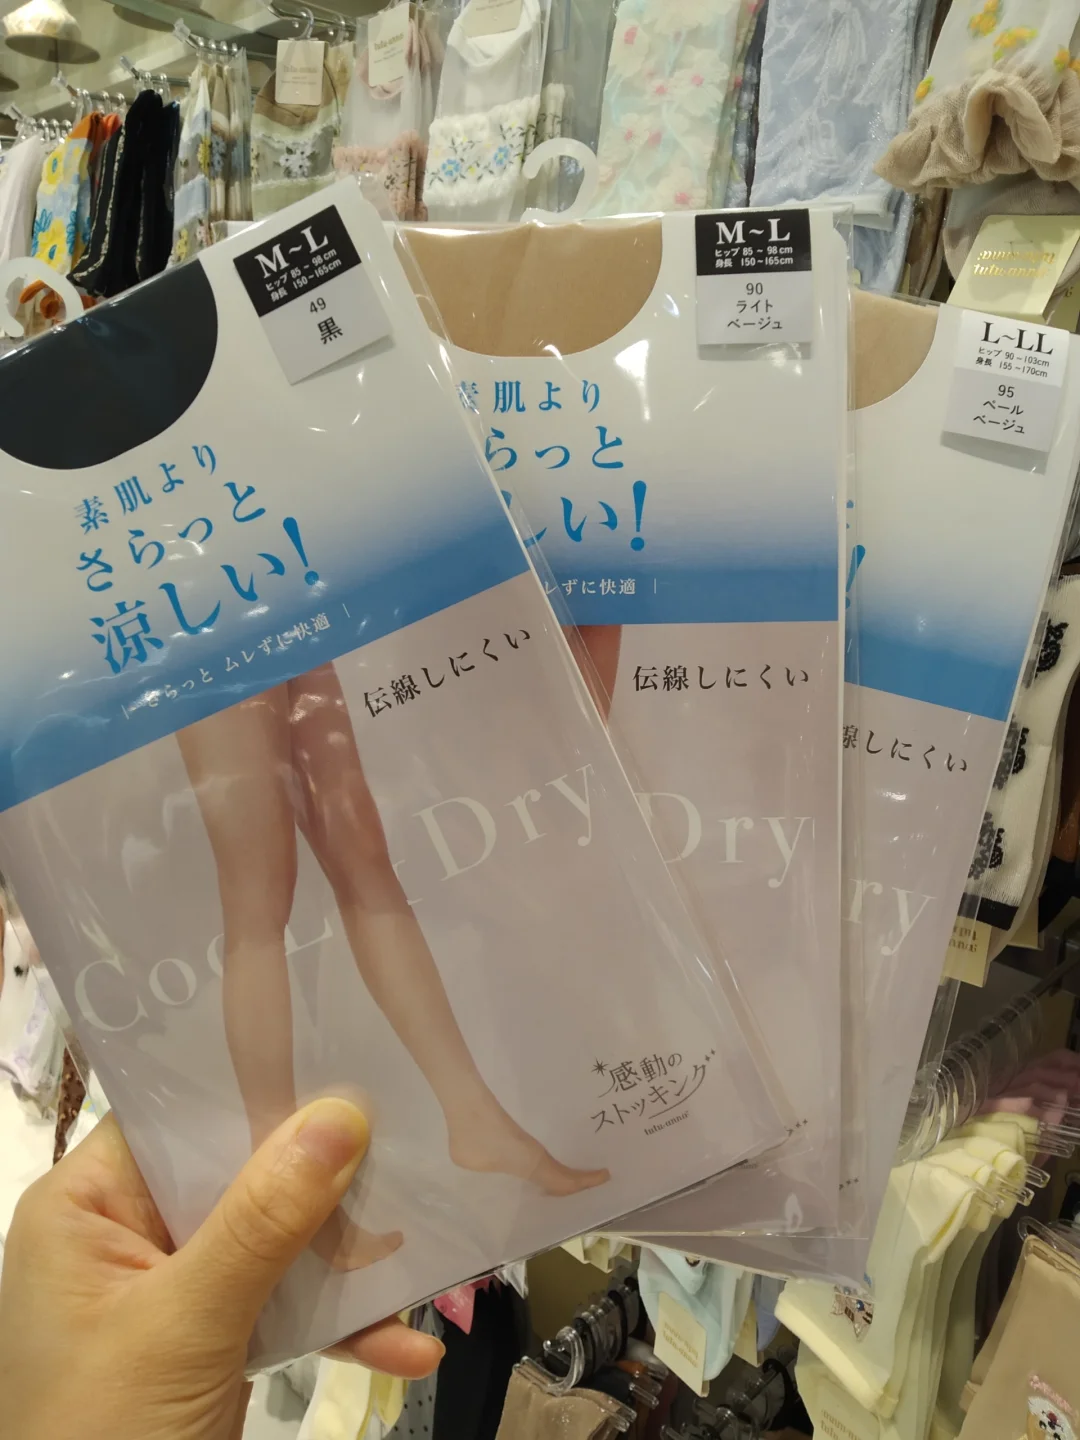 M~L
ヒップ 85~98cm
身長 150~165cm
49
黒
素肌より
さらっと
涼しい!
さらっと ムレずに快適
伝線しにくい
Cool & Dry
感動の
ストッキング
tutu-anna
M~L
ヒップ 85~98cm
身長 150~165cm
90
ライト
ベージュ
素肌より
らっと
しい!
レずに快適
伝線しにくい
Dry
L~LL
ヒップ 90~103cm
身長 155~170cm
95
ペール
ベージュ
!
線しにくい
ry
tutu-anna